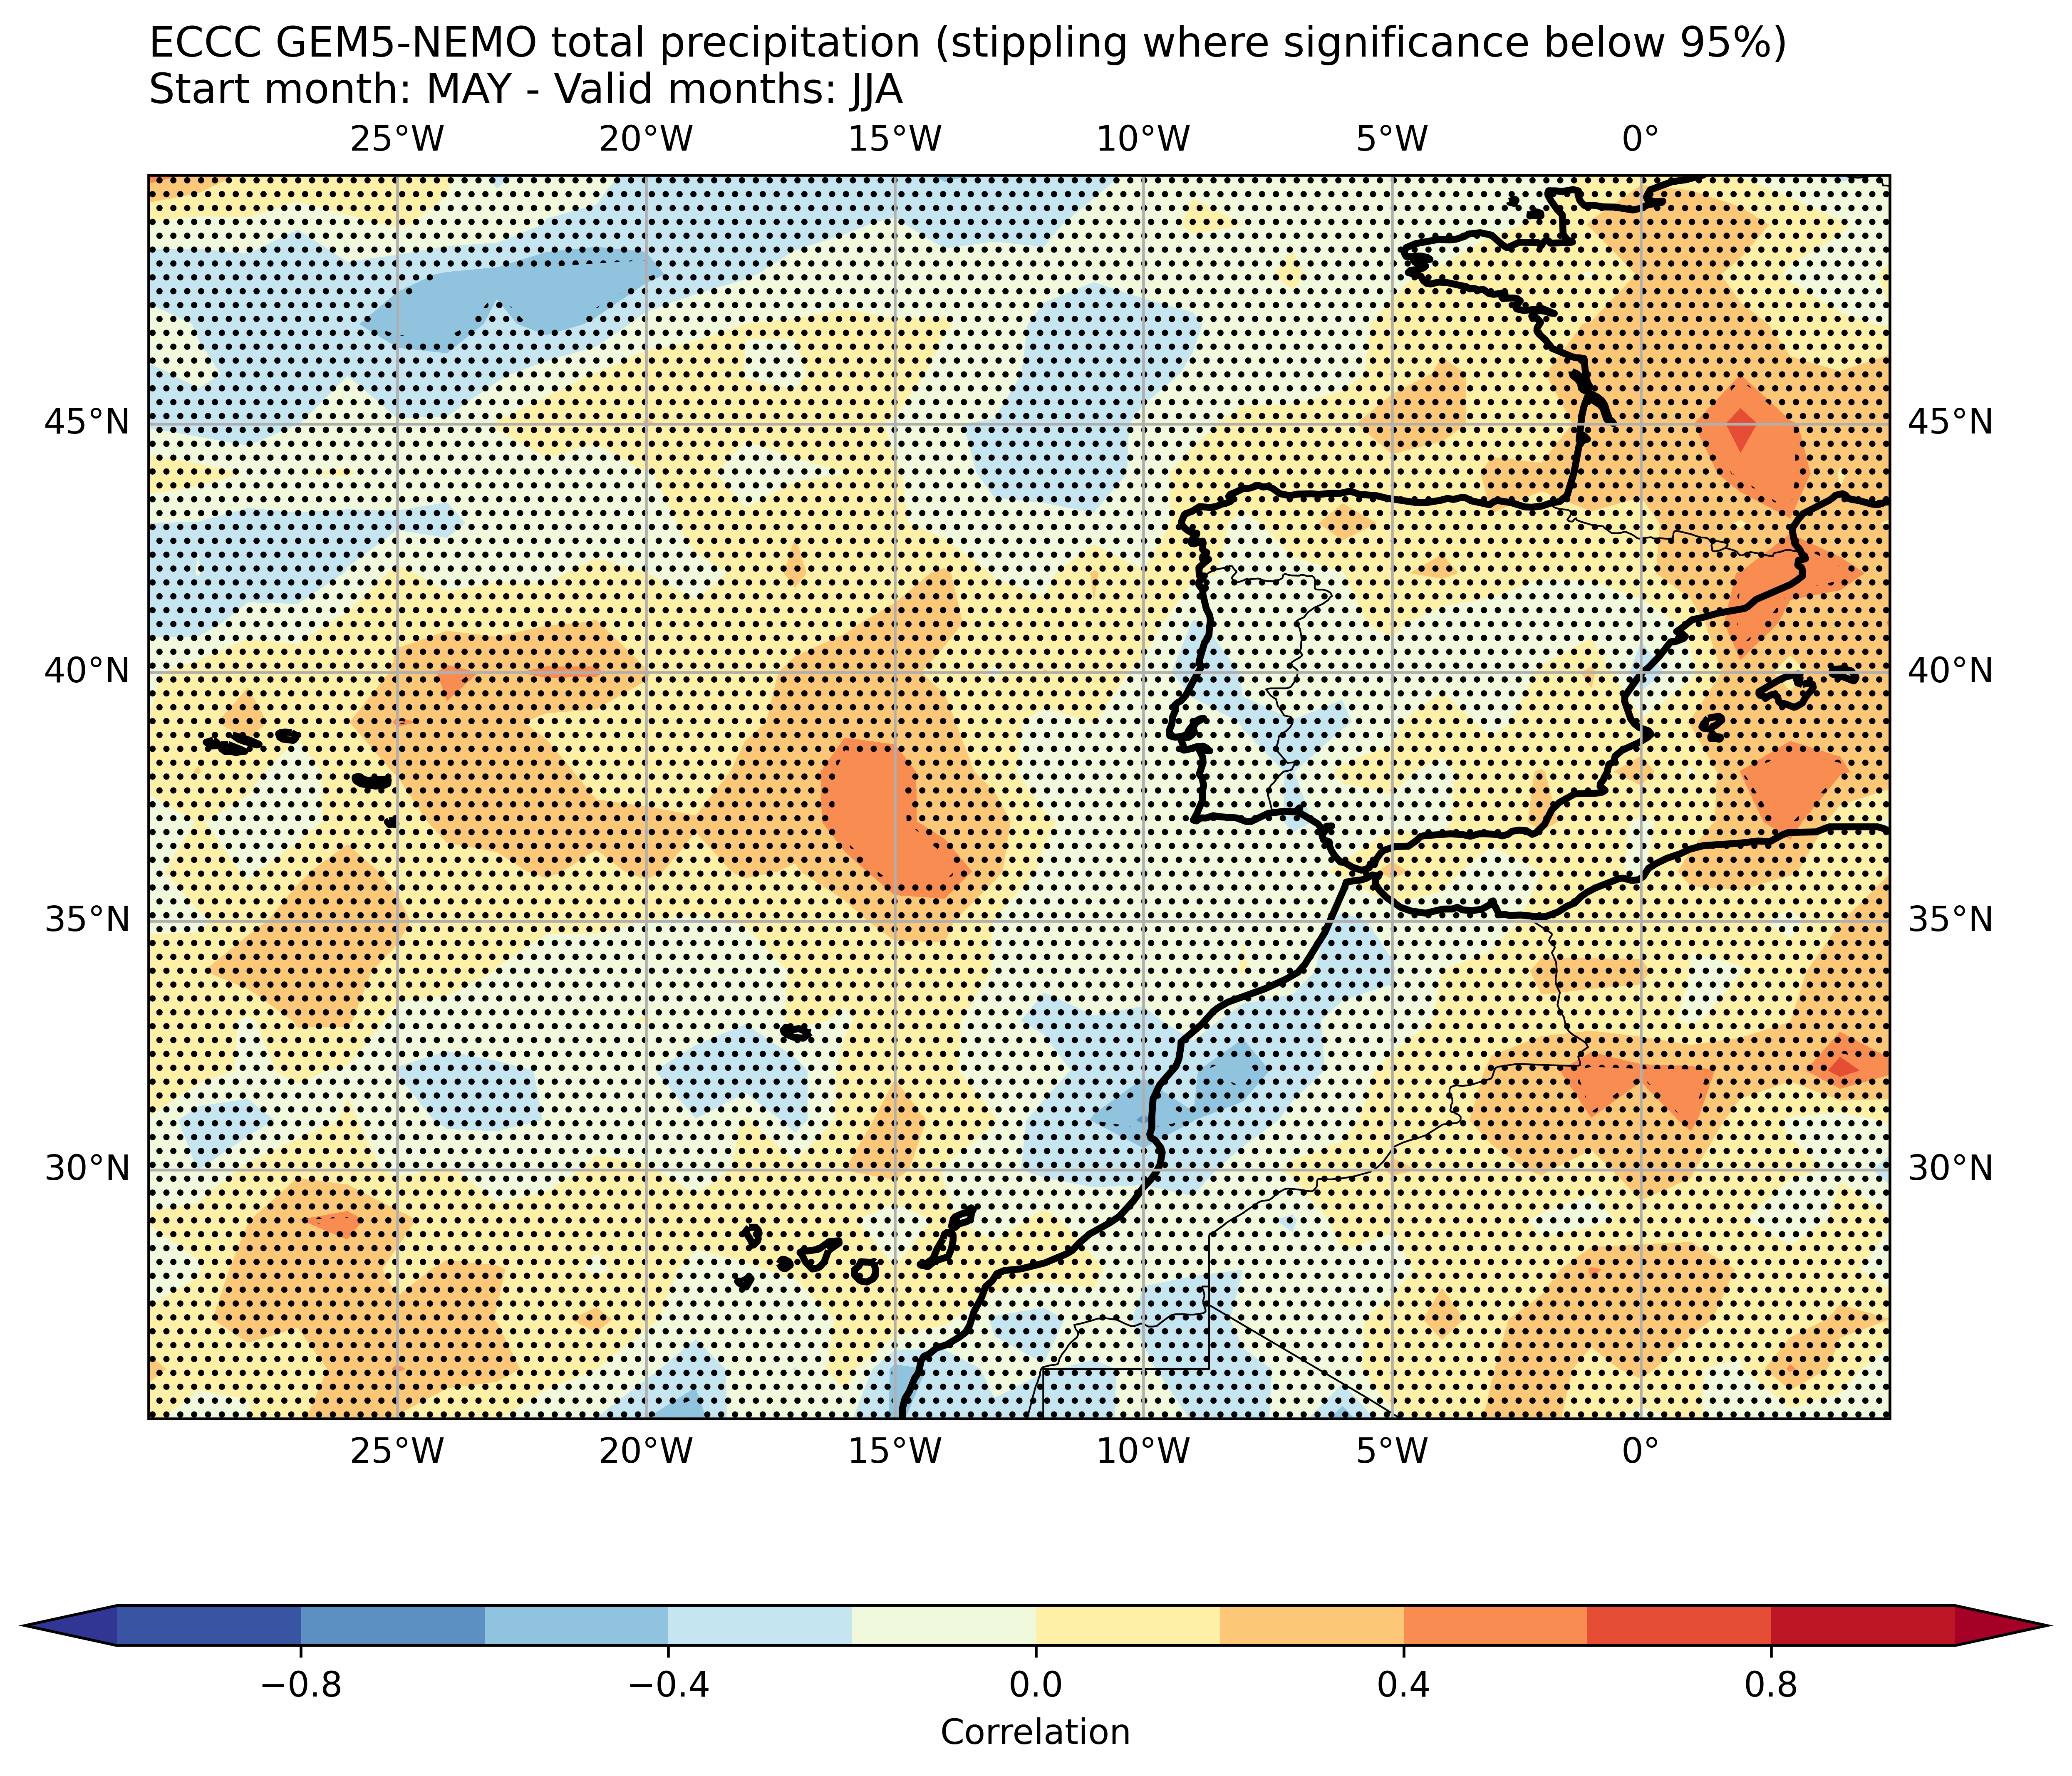 ECCC GEM5-NEMO total precipitation (stippling where significance below 95%)
Start month: MAY - Valid months: JJA
25°W 20°W 15°W 10°W 5°W 0°
45°N 45°N
40°N 40°N
35°N 35°N
30°N 30°N
25°W 20°W 15°W 10°W 5°W 0°
−0.8 −0.4 0.0 0.4 0.8
Correlation